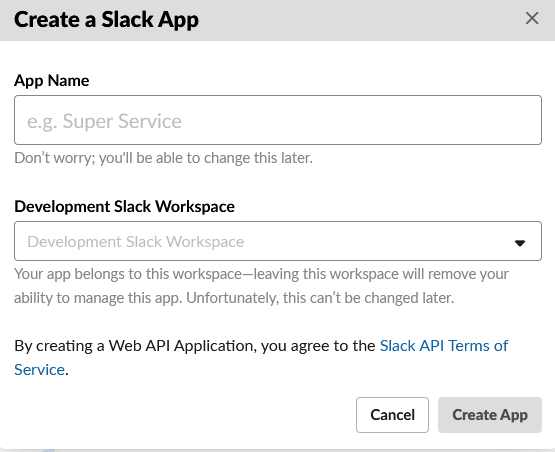 Create a Slack App
App Name
e.g. Super Service
Don't worry; you'll be able to change this later.
Development Slack Workspace
Development Slack Workspace
Your app belongs to this workspace—leaving this workspace will remove your
ability to manage this app. Unfortunately, this can't be changed later.
By creating a Web API Application, you agree to the Slack API Terms of
Service.
Cancel
Create App